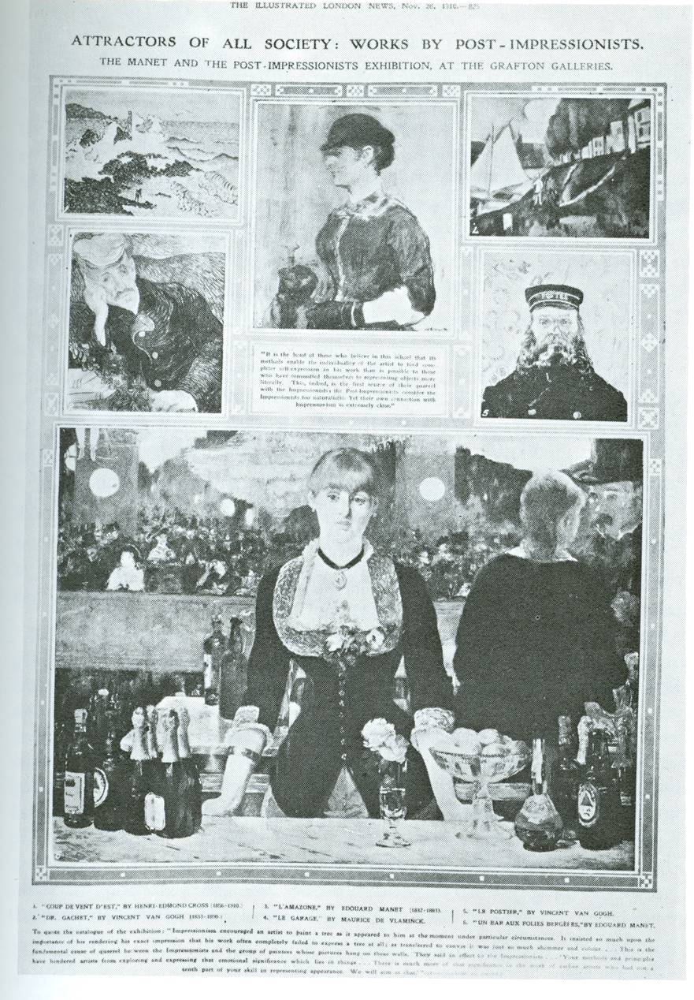 THE ILLUSTRATED LONDON NEWS, Nov. 26, 1910.—825
ATTRACTORS OF ALL SOCIETY: WORKS BY POST-IMPRESSIONISTS.
THE MANET AND THE POST-IMPRESSIONISTS EXHIBITION, AT THE GRAFTON GALLERIES.
POSTES
5
"It is the boast of those who believe in this school that its
methods enable the individuality of the artist to find com-
pleter self-expression in his work than is possible to those
who have committed themselves to representing objects more
literally. This, indeed, is the first source of their quarrel
with the Impressionists: the Post-Impressionists consider the
Impressionists too naturalistic. Yet their own connection with
Impressionism is extremely close."
1. "COUP DE VENT D'EST," BY HENRI-EDMOND CROSS (1856-1910.)
2. "DR. GACHET," BY VINCENT VAN GOGH (1853-1890.)
3. "L'AMAZONE," BY EDOUARD MANET (1832-1883).
4. "LE GARAGE," BY MAURICE DE VLAMINCK.
5. "LE POSTIER," BY VINCENT VAN GOGH.
6. "UN BAR AUX FOLIES BERGÈRES," BY EDOUARD MANET.
To quote the catalogue of the exhibition: "Impressionism encouraged an artist to paint a tree as it appeared to him at the moment under particular circumstances. It insisted so much upon the
importance of his rendering his exact impression that his work often completely failed to express a tree at all; as transferred to canvas it was just so much shimmer and colour . . . This is the
fundamental cause of quarrel between the Impressionists and the group of painters whose pictures hang on these walls. They said in effect to the Impressionists . . . 'Your methods and principles
have hindered artists from exploring and expressing that emotional significance which lies in things . . . There is much more of that significance in the work of earlier artists who had not a
tenth part of your skill in representing appearance. We will aim at that.'"